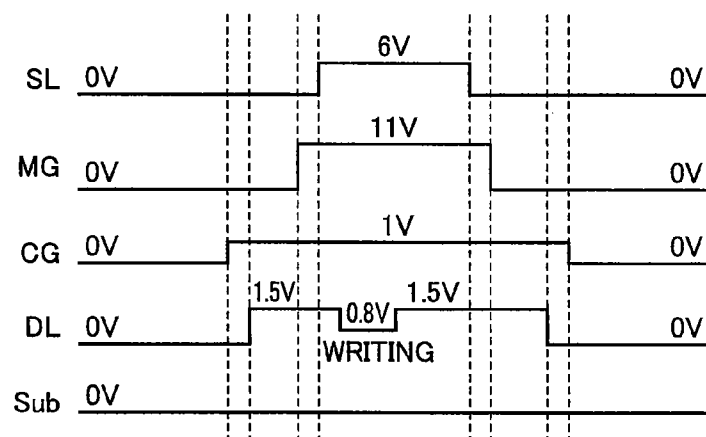 6V
SL 0V 0V
11V
MG 0V 0V
1V
CG 0V 0V
1.5V 0.8V 1.5V
DL 0V 0V
WRITING
Sub 0V